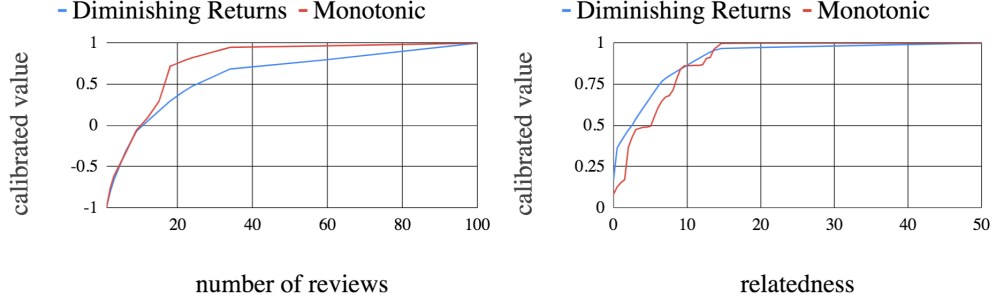 Diminishing Returns Monotonic
calibrated value
1
0.5
0
-0.5
-1
20 40 60 80 100
number of reviews
Diminishing Returns Monotonic
calibrated value
1
0.75
0.5
0.25
0
0 10 20 30 40 50
relatedness